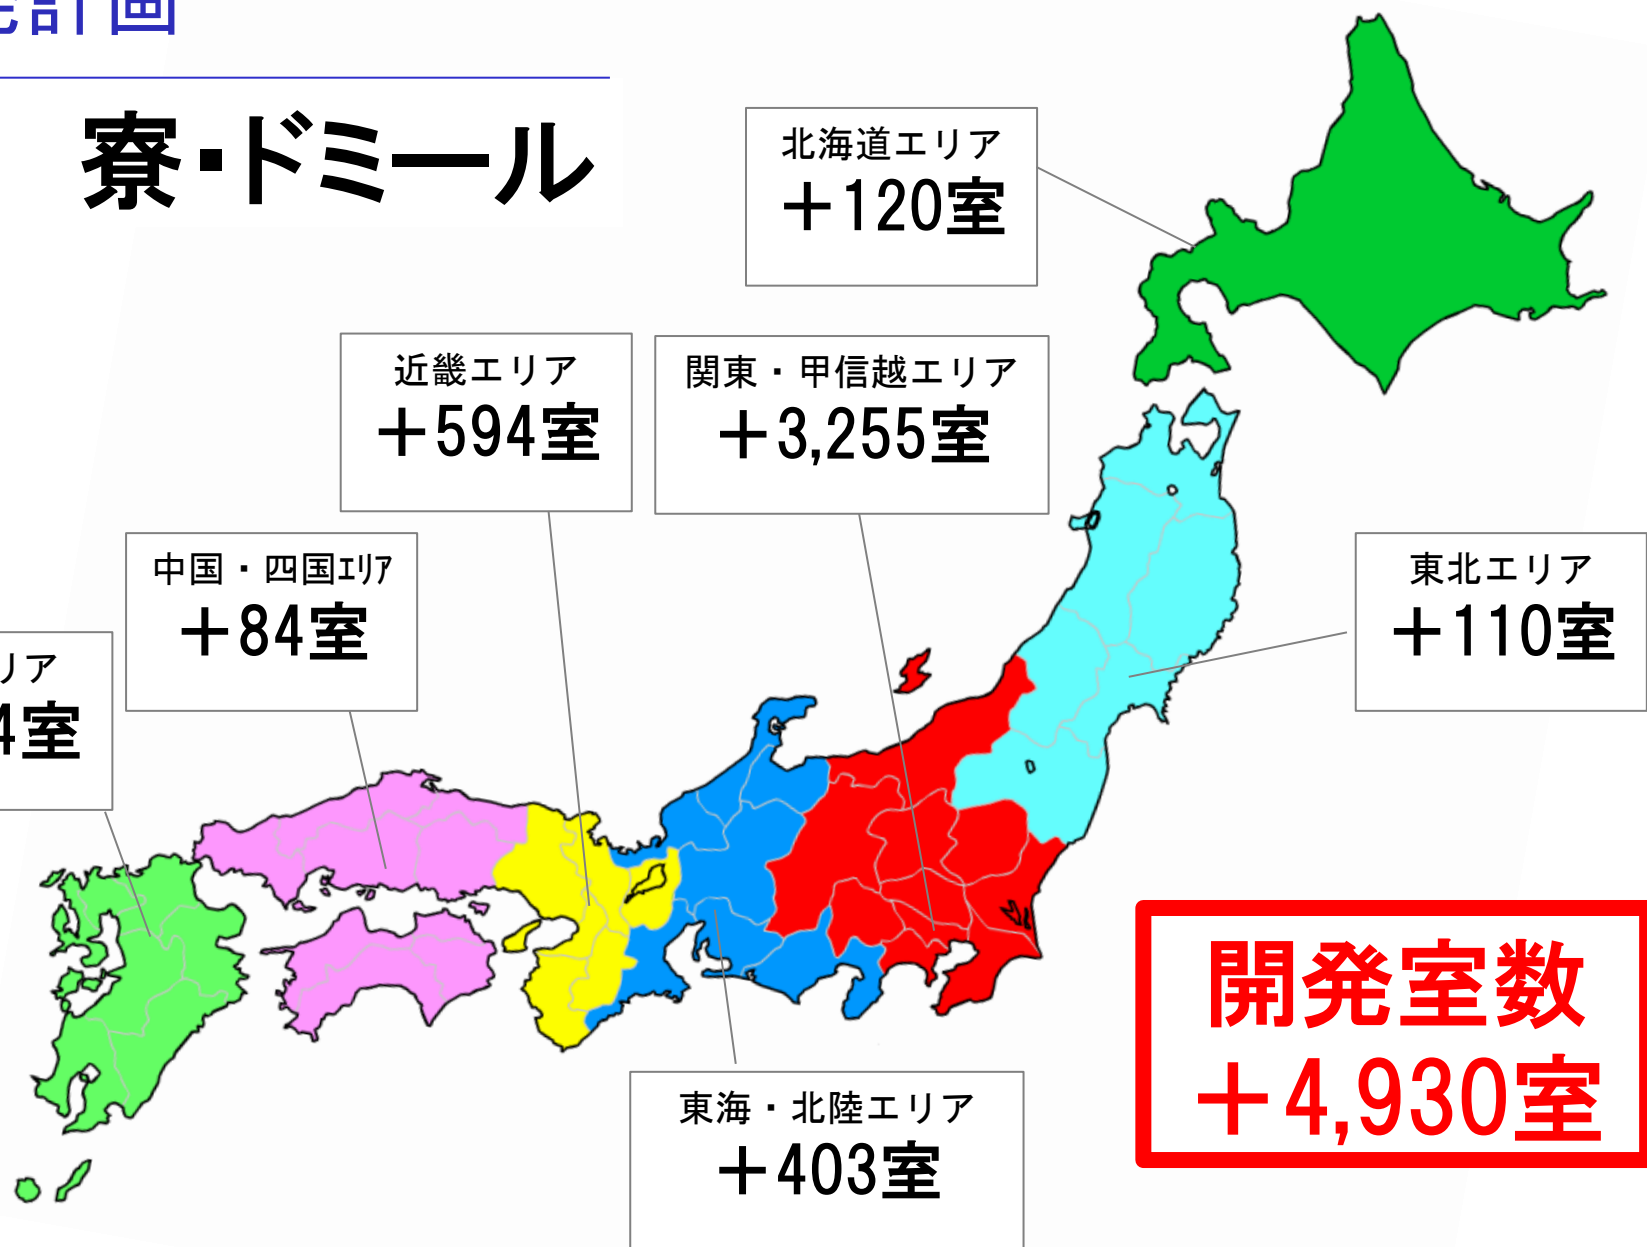 計画
寮・ドミール
北海道エリア
＋120室
近畿エリア
＋594室
関東・甲信越エリア
＋3,255室
中国・四国ｴﾘｱ
＋84室
東北エリア
＋110室
リア
4室
東海・北陸エリア
＋403室
開発室数
＋4,930室